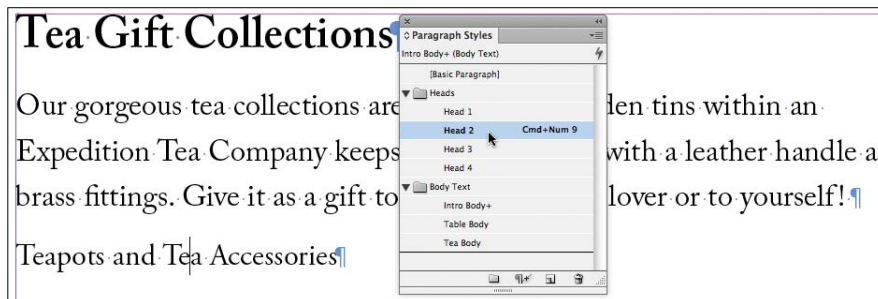 Tea Gift Collections¶
Paragraph Styles
Intro Body+ (Body Text)
[Basic Paragraph]
Heads
Head 1
Head 2 Cmd+Num 9
Head 3
Head 4
Body Text
Intro Body+
Table Body
Tea Body
Our gorgeous tea collections are den tins within an
Expedition Tea Company keeps with a leather handle a
brass fittings. Give it as a gift to lover or to yourself!¶
Teapots and Tea Accessories¶